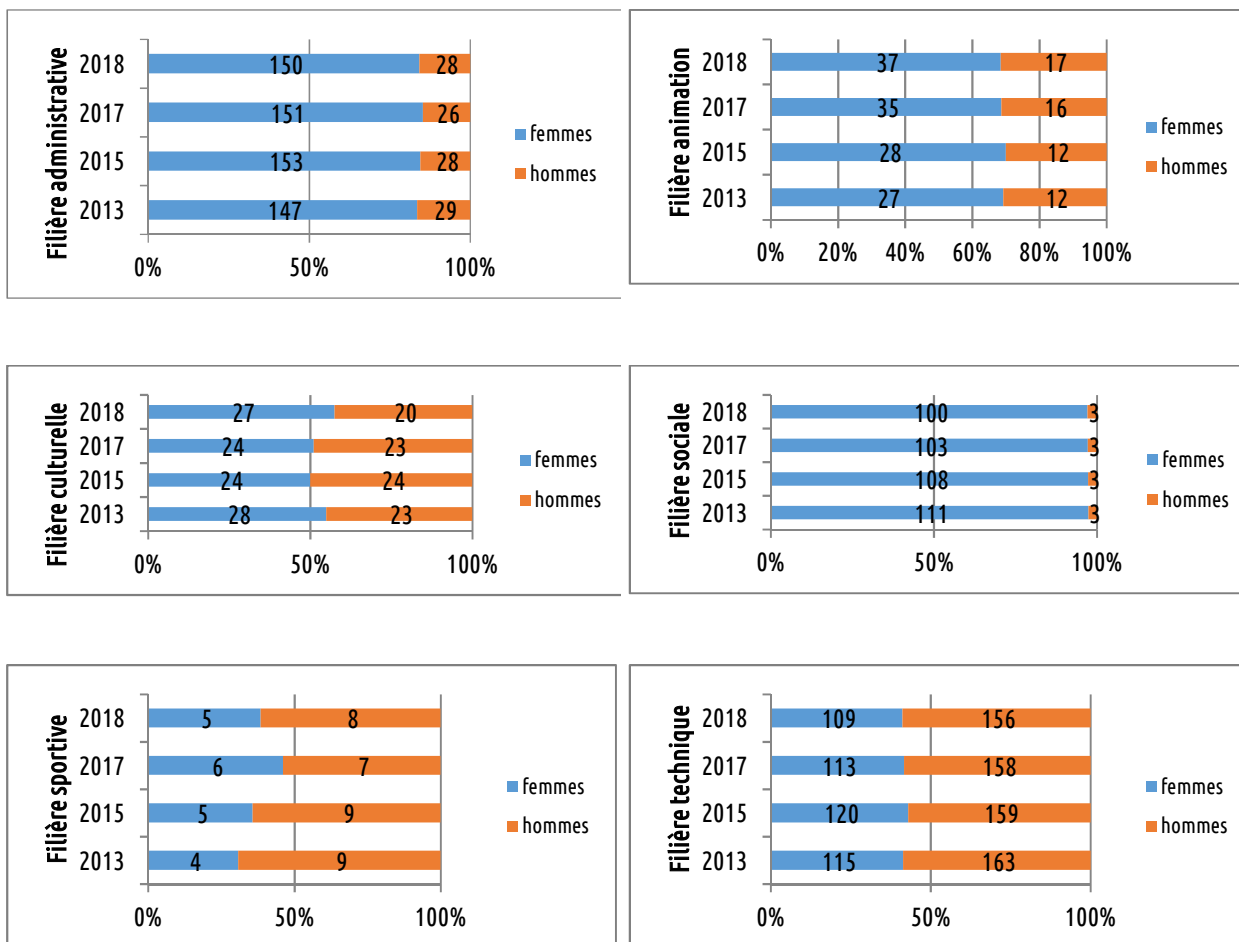 Filière administrative
2018 150 28
2017 151 26
2015 153 28
2013 147 29
0% 50% 100%
femmes
hommes
Filière animation
2018 37 17
2017 35 16
2015 28 12
2013 27 12
0% 20% 40% 60% 80% 100%
femmes
hommes
Filière culturelle
2018 27 20
2017 24 23
2015 24 24
2013 28 23
0% 50% 100%
femmes
hommes
Filière sociale
2018 100 3
2017 103 3
2015 108 3
2013 111 3
0% 50% 100%
femmes
hommes
Filière sportive
2018 5 8
2017 6 7
2015 5 9
2013 4 9
0% 50% 100%
femmes
hommes
Filière technique
2018 109 156
2017 113 158
2015 120 159
2013 115 163
0% 50% 100%
femmes
hommes